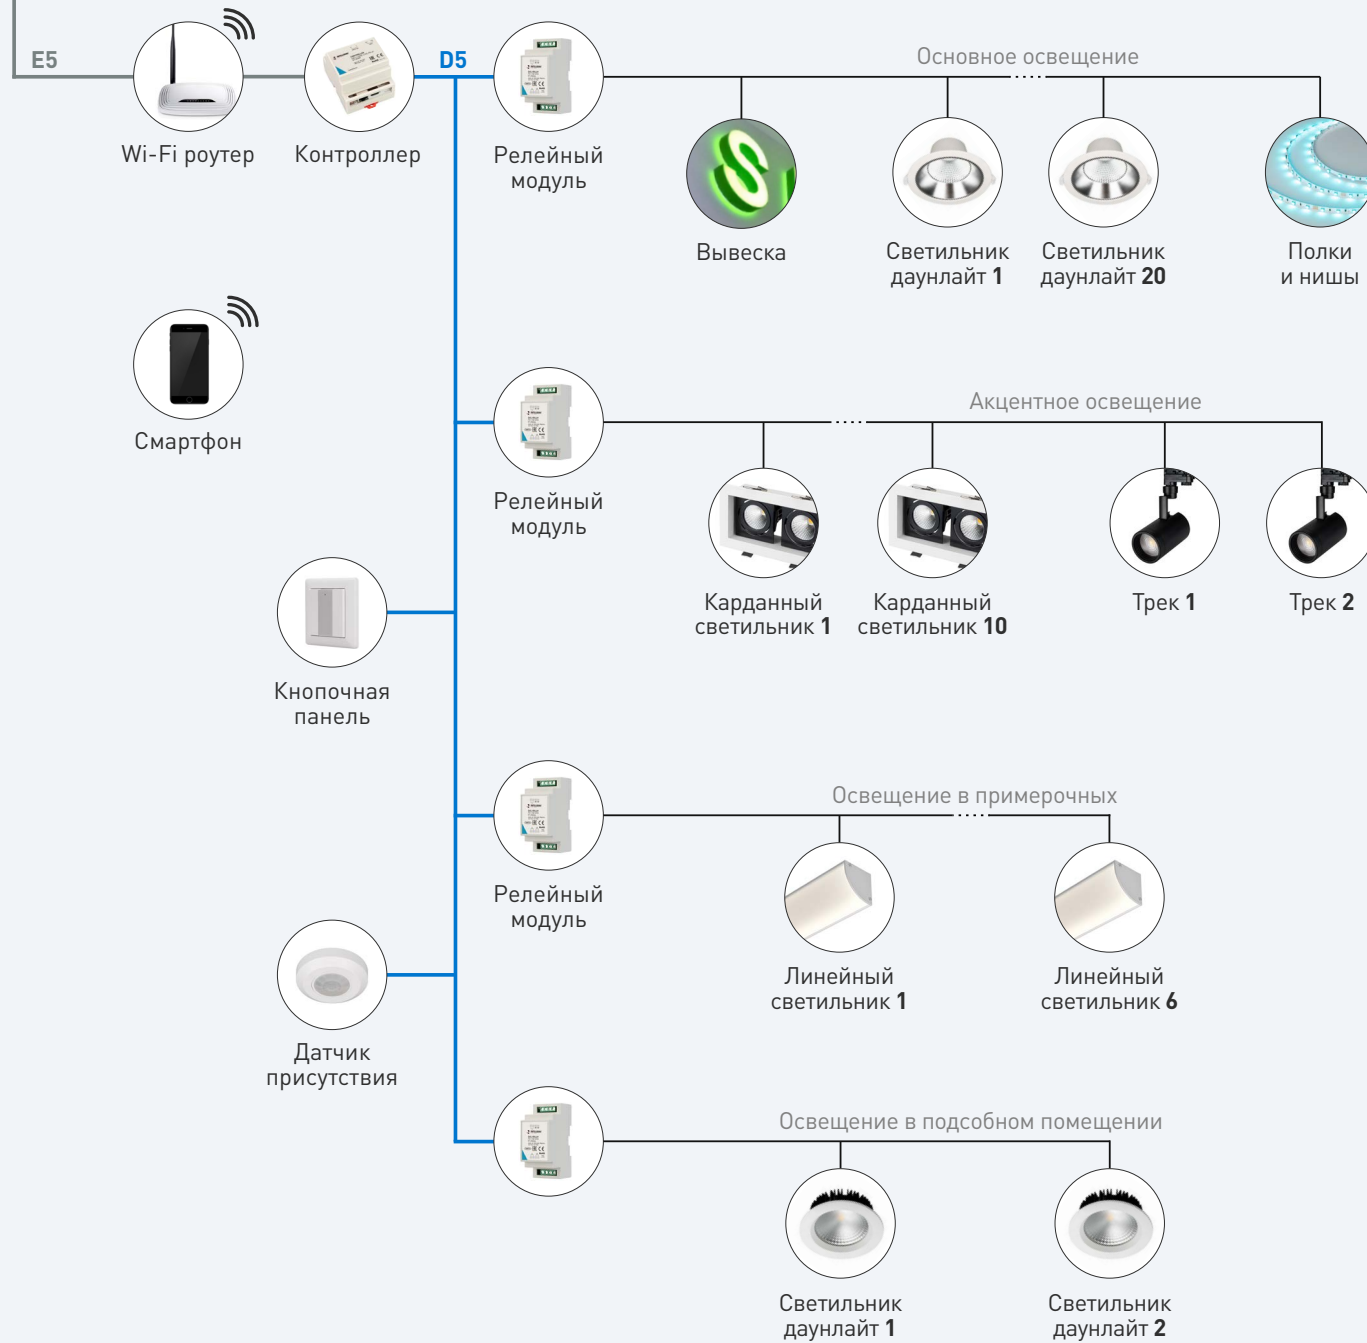 E5
D5
Основное освещение
Wi-Fi роутер
Контроллер
Релейный
модуль
Вывеска
Светильник
даунлайт 1
Светильник
даунлайт 20
Полки
и ниши
Смартфон
Акцентное освещение
Релейный
модуль
Карданный
светильник 1
Карданный
светильник 10
Трек 1
Трек 2
Кнопочная
панель
Освещение в примерочных
Релейный
модуль
Линейный
светильник 1
Линейный
светильник 6
Датчик
присутствия
Освещение в подсобном помещении
Светильник
даунлайт 1
Светильник
даунлайт 2